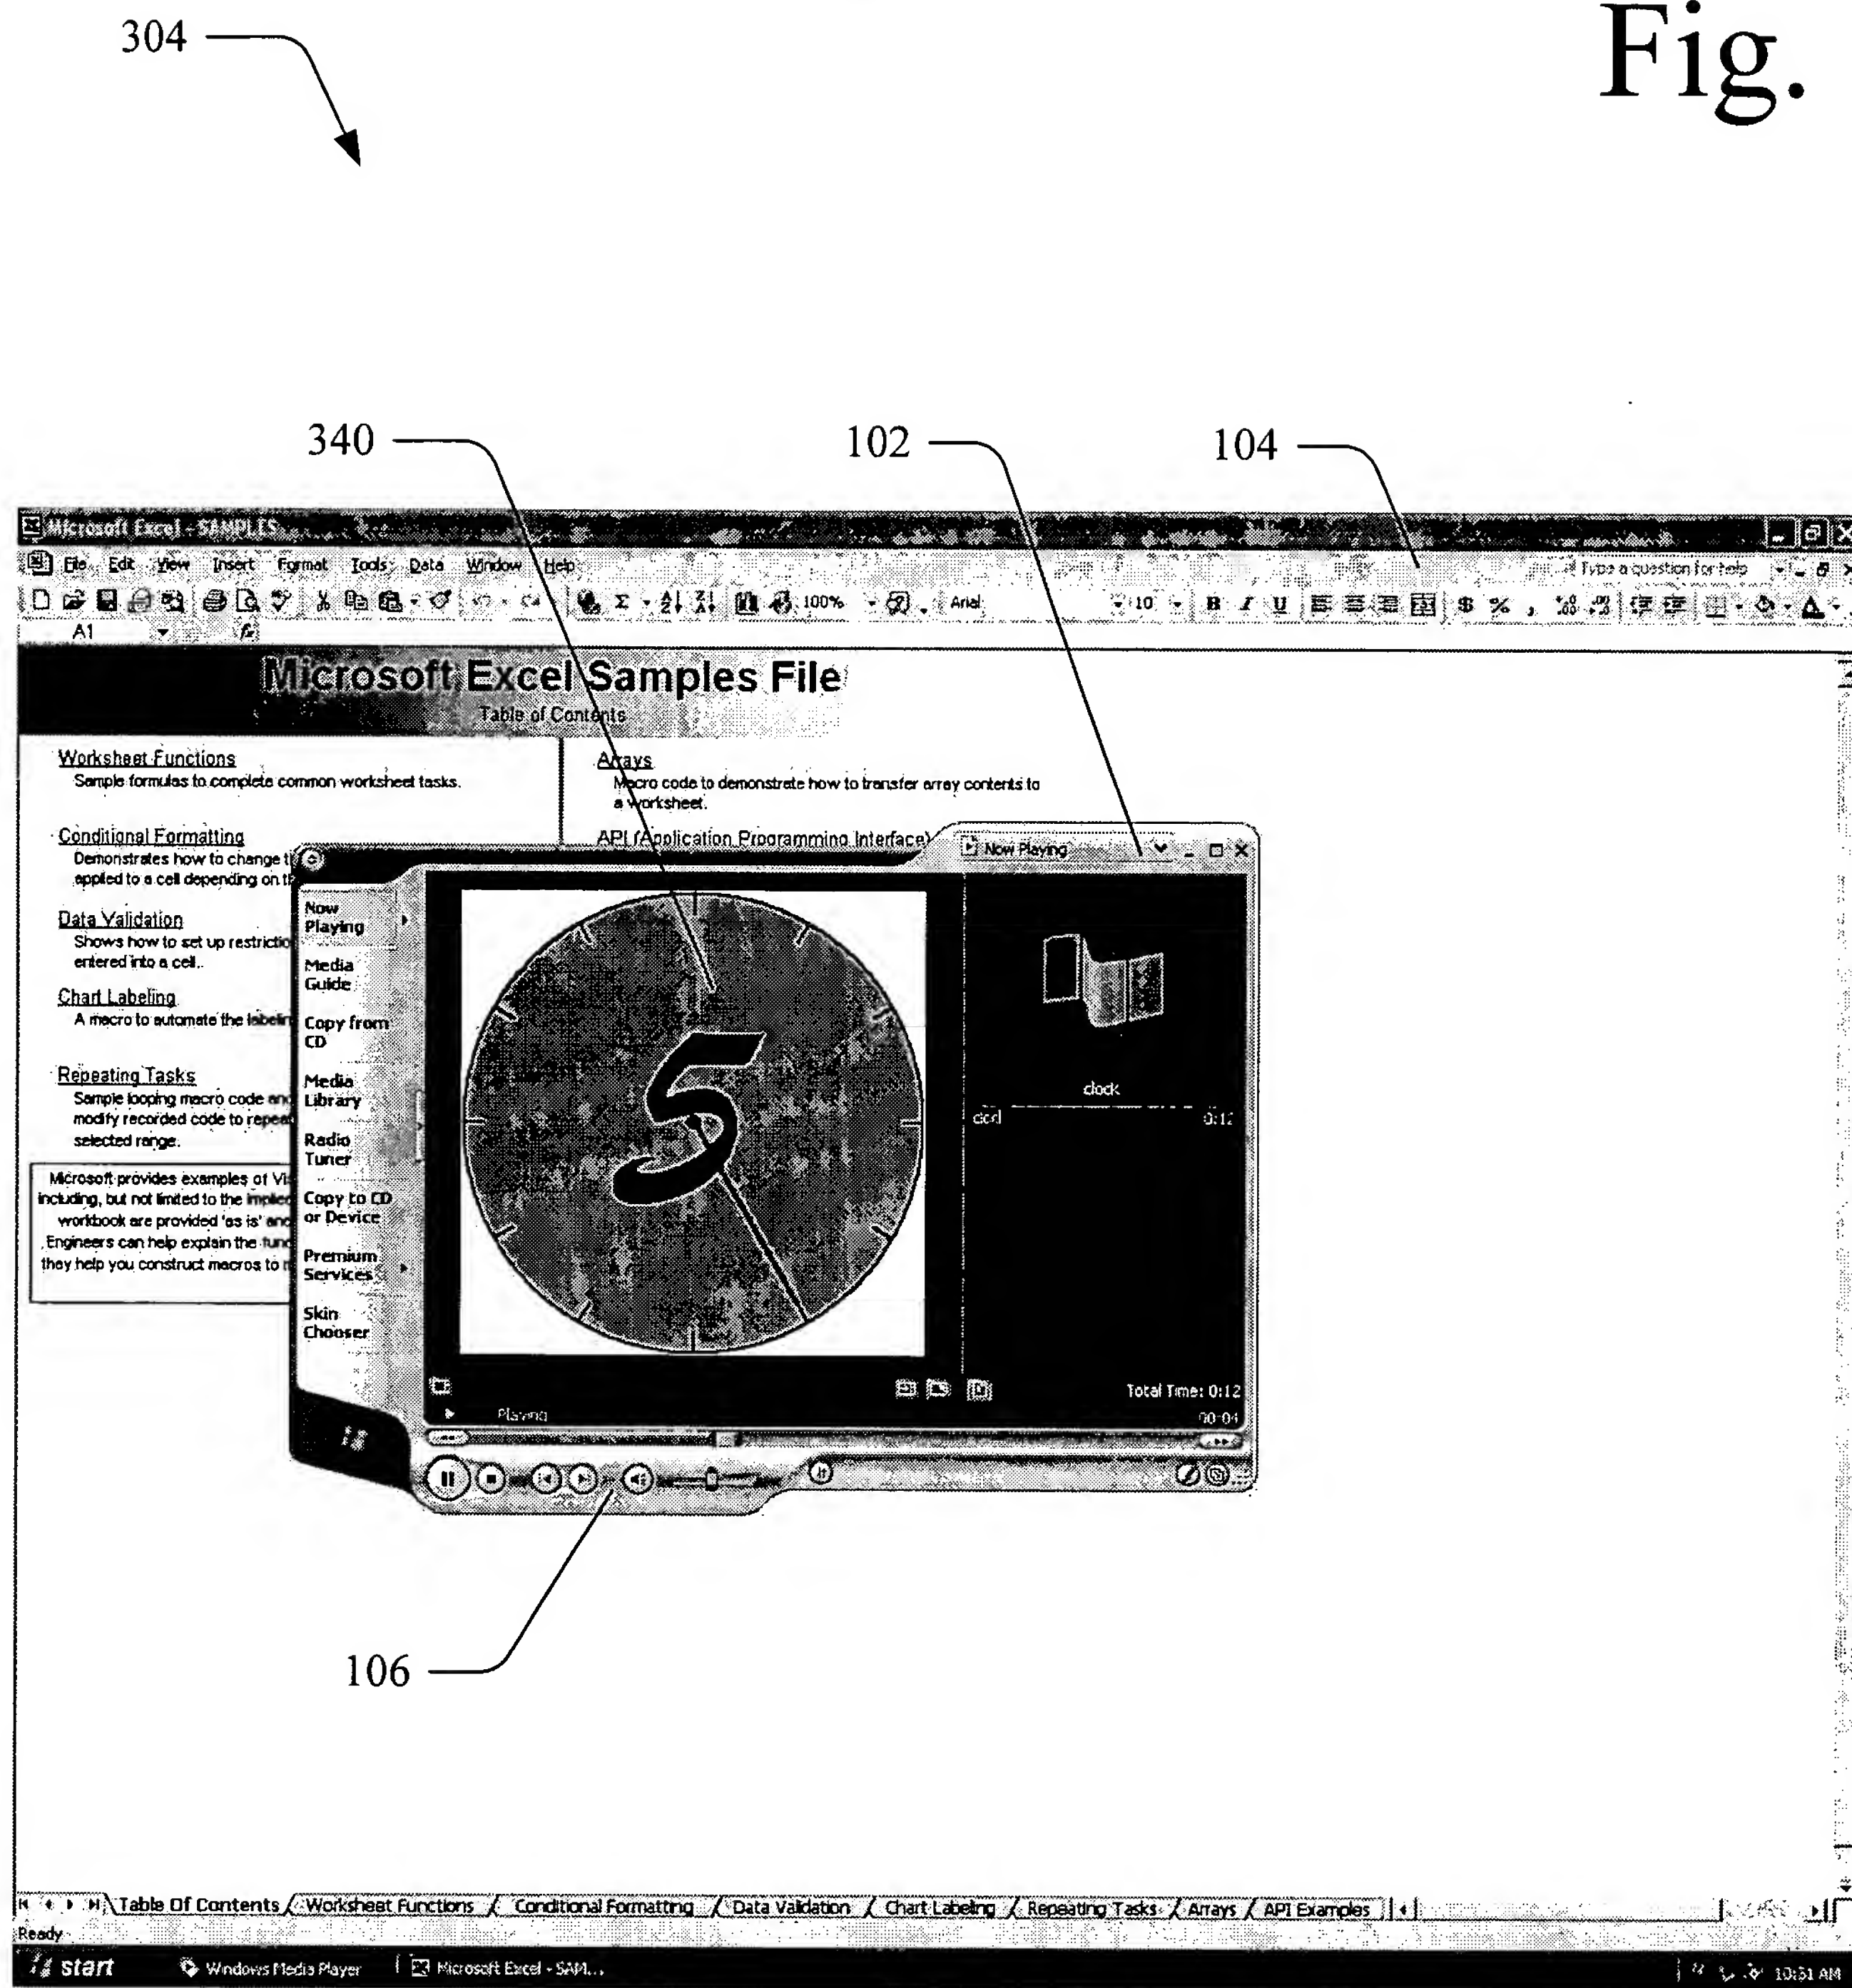 304
Fig.
340
102
104
Microsoft Excel - SAMPLES
File Edit View Insert Format Tools Data Window Help
Type a question for help
100%
Arial
10
B I U
$ % ,
A1
fx
Microsoft Excel Samples File
Table of Contents
Worksheet Functions
Sample formulas to complete common worksheet tasks.
Conditional Formatting
Demonstrates how to change
applied to a cell depending on
Data Validation
Shows how to set up
entered into a cell.
Chart Labeling
A macro to automate the
Repeating Tasks
Sample looping macro code and
modify recorded code to repeat
selected range.
Microsoft provides examples of
including, but not limited to the
workbook are provided 'as is' and
Engineers can help explain the
they help you construct macros to
Arrays
Macro code to demonstrate how to transfer array contents to
a worksheet.
API (Application Programming Interface)
Now Playing
Now
Playing
Media
Guide
Copy from
CD
Media
Library
Radio
Tuner
Copy to CD
or Device
Premium
Services
Skin
Chooser
5
clock
0:12
Total Time: 0:12
Playing
00:04
106
Table Of Contents Worksheet Functions Conditional Formatting Data Validation Chart Labeling Repeating Tasks Arrays API Examples
Ready
start
Windows Media Player
Microsoft Excel - SAM...
10:51 AM